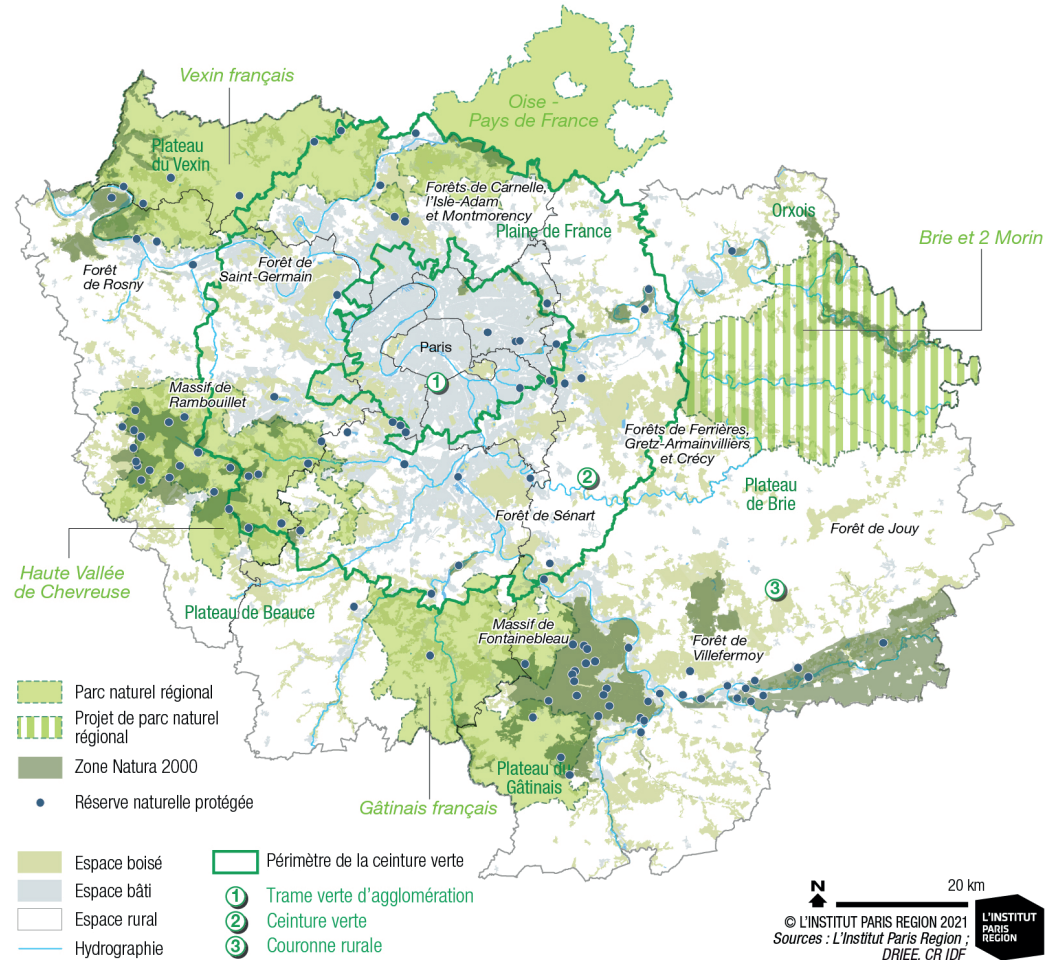 Vexin français
Oise -
Pays de France
Plateau
du Vexin
Forêts de Carnelle,
l'Isle-Adam
et Montmorency
Plaine de France
Orxois
Brie et 2 Morin
Forêt
de Rosny
Forêt de
Saint-Germain
Paris
1
Massif de
Rambouillet
Forêts de Ferrières,
Gretz-Armainvilliers
et Crécy
2
Plateau
de Brie
Forêt de Sénart
Forêt de Jouy
Haute Vallée
de Chevreuse
3
Plateau de Beauce
Massif de
Fontainebleau
Forêt de
Villefermoy
Plateau du
Gâtinais
Gâtinais français
Parc naturel régional
Projet de parc naturel
régional
Zone Natura 2000
Réserve naturelle protégée
Espace boisé
Espace bâti
Espace rural
Hydrographie
Périmètre de la ceinture verte
1 Trame verte d'agglomération
2 Ceinture verte
3 Couronne rurale
N
20 km
© L'INSTITUT PARIS REGION 2021
Sources : L'Institut Paris Region ;
DRIEE, CR IDF
L'INSTITUT
PARIS
REGION